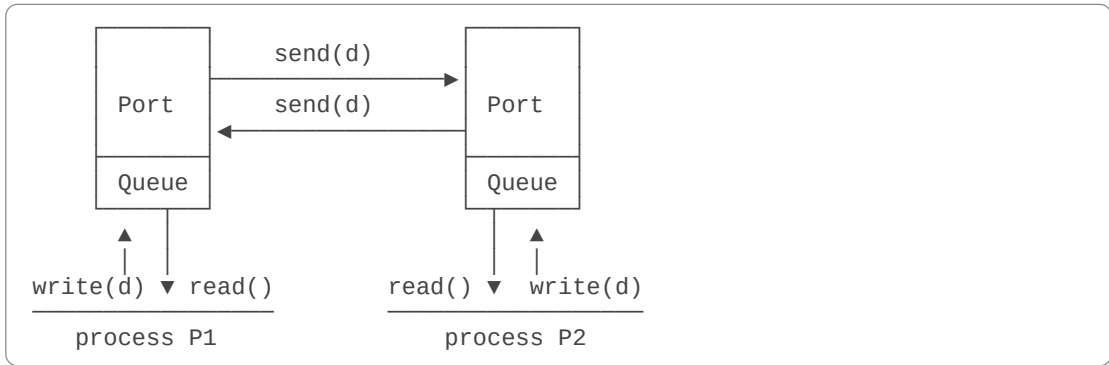 send(d)
Port send(d) Port
Queue Queue
write(d) read() read() write(d)
process P1 process P2